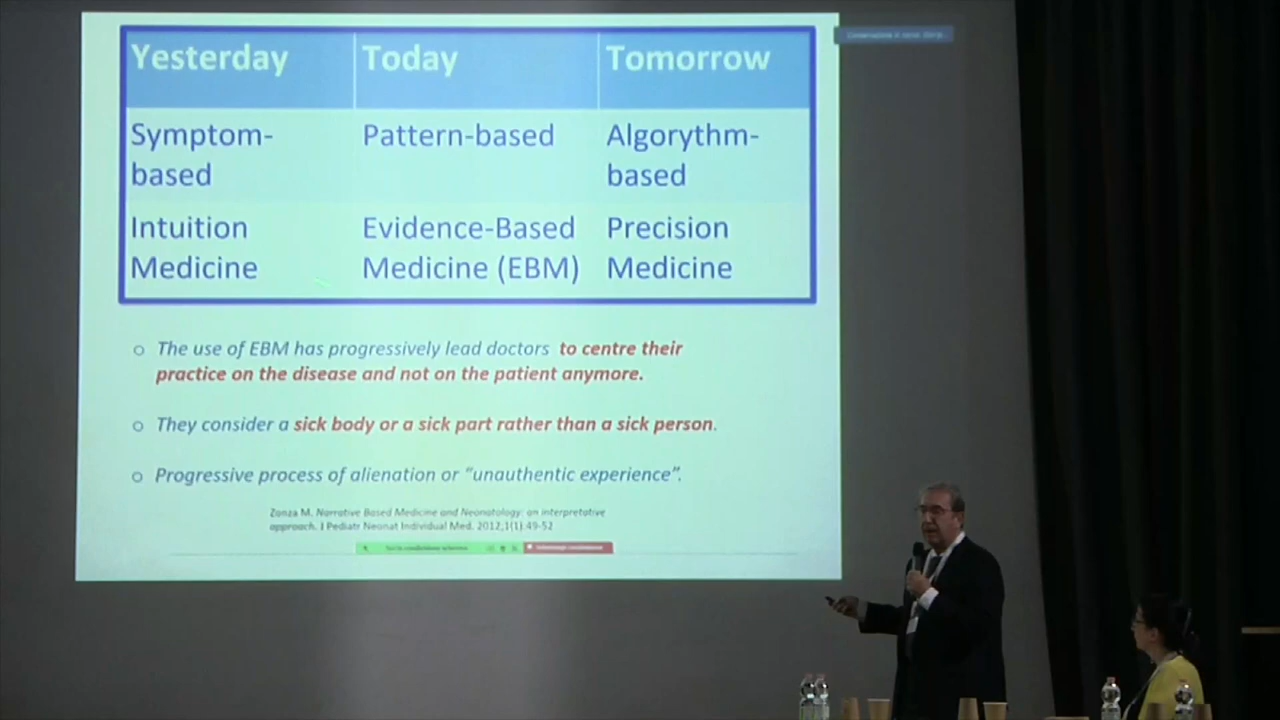 Yesterday Today Tomorrow
Symptom- Pattern-based Algorythm-
based based
Intuition Evidence-Based Precision
Medicine Medicine (EBM) Medicine
o The use of EBM has progressively lead doctors to centre their
practice on the disease and not on the patient anymore.
o They consider a sick body or a sick part rather than a sick person.
o Progressive process of alienation or "unauthentic experience".
Zonza M. Narrative Based Medicine and Neonatology: an interpretative
approach. J Pediatr Neonat Individual Med. 2012;1(1):49-52